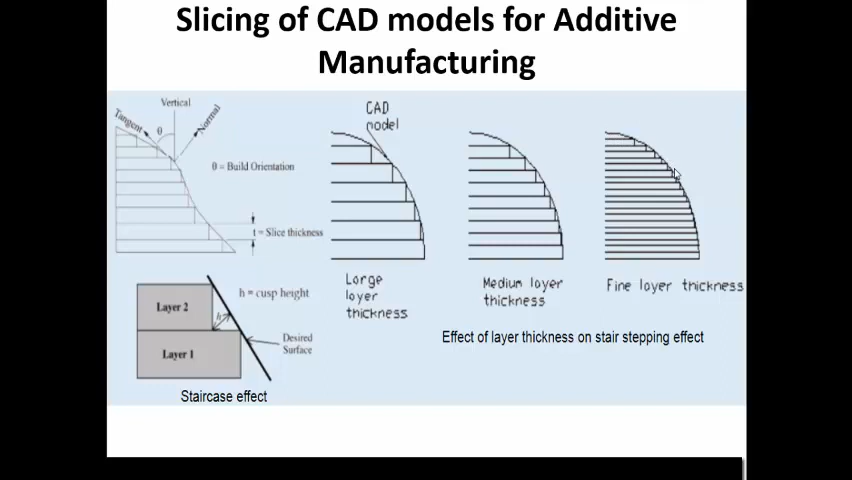 Slicing of CAD models for Additive
Manufacturing
Vertical
Tangent
θ
Normal
θ = Build Orientation
t = Slice thickness
CAD
model
Large
layer
thickness
Medium layer
thickness
Fine layer thickness
Effect of layer thickness on stair stepping effect
h = cusp height
Layer 2
h
Layer 1
Desired
Surface
Staircase effect